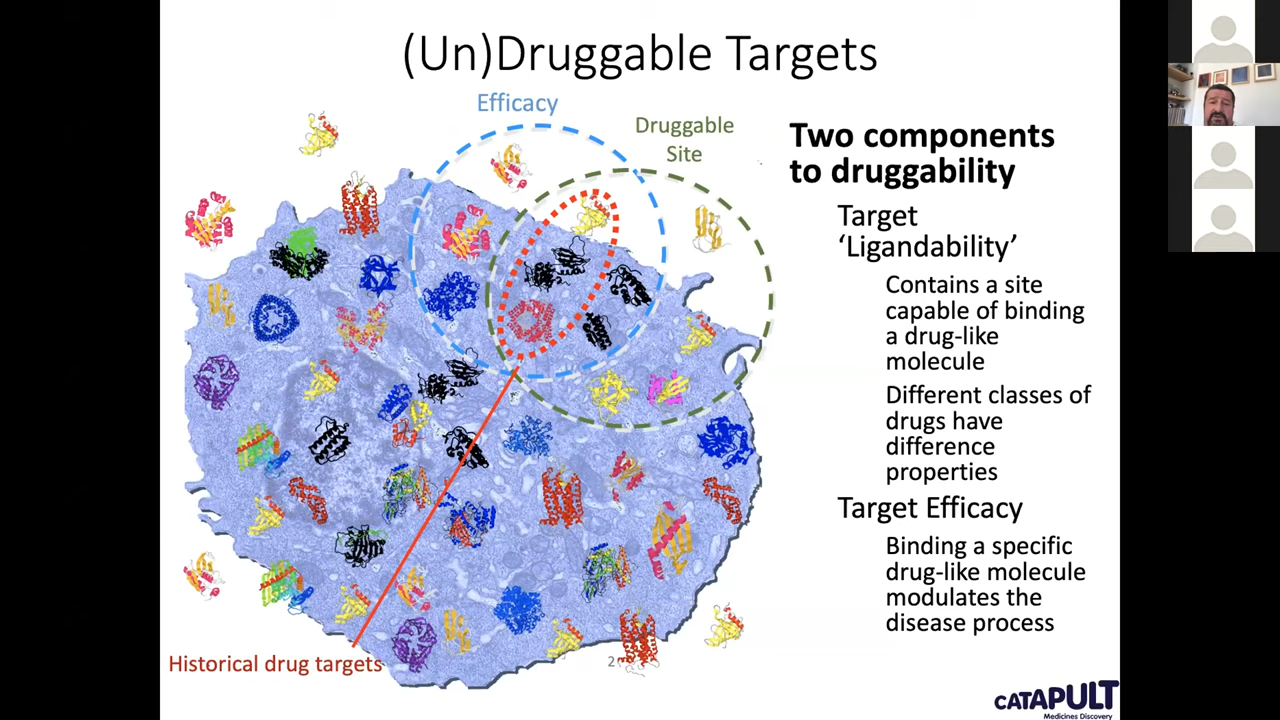 (Un)Druggable Targets
Efficacy
Druggable
Site
Two components
to druggability
Target
‘Ligandability’
Contains a site
capable of binding
a drug-like
molecule
Different classes of
drugs have
difference
properties
Target Efficacy
Binding a specific
drug-like molecule
modulates the
disease process
Historical drug targets
2
CATAPULT
Medicines Discovery